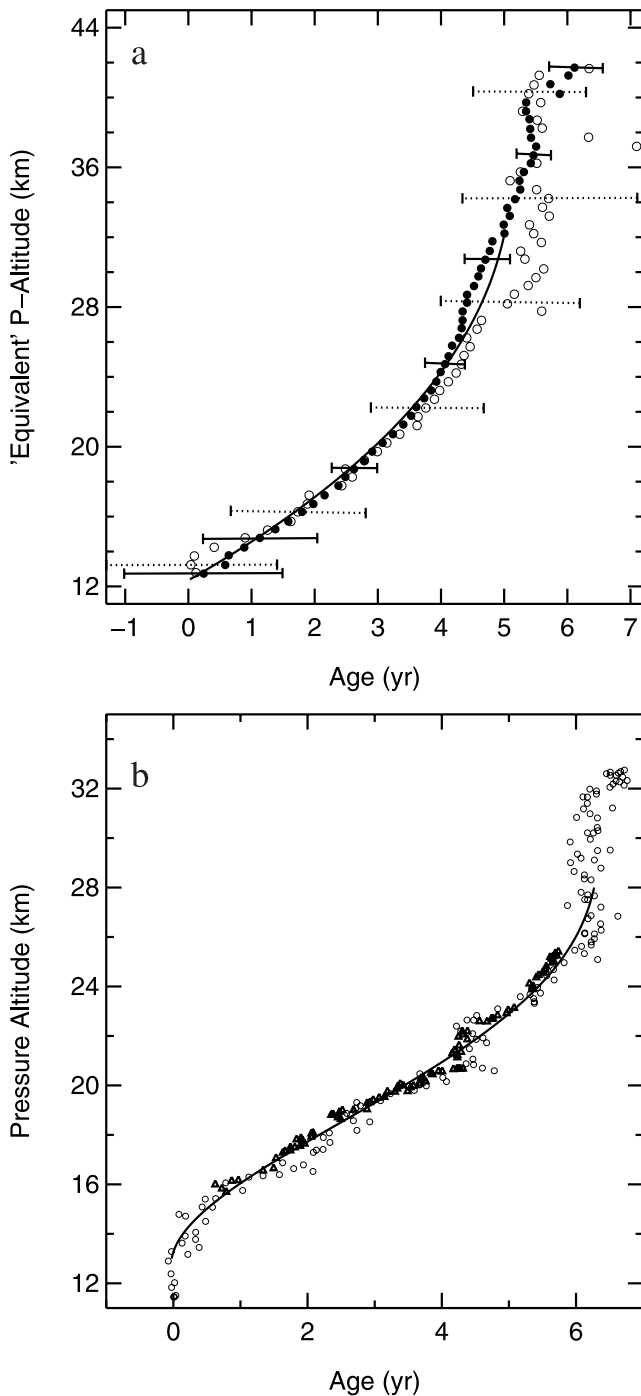 a
44
36
28
20
12
'Equivalent' P−Altitude (km)
−1 0 1 2 3 4 5 6 7
Age (yr)
b
32
28
24
20
16
12
Pressure Altitude (km)
0 2 4 6
Age (yr)